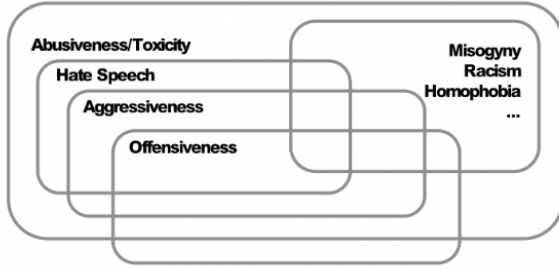 Abusiveness/Toxicity
Hate Speech
Aggressiveness
Offensiveness
Misogyny
Racism
Homophobia
...